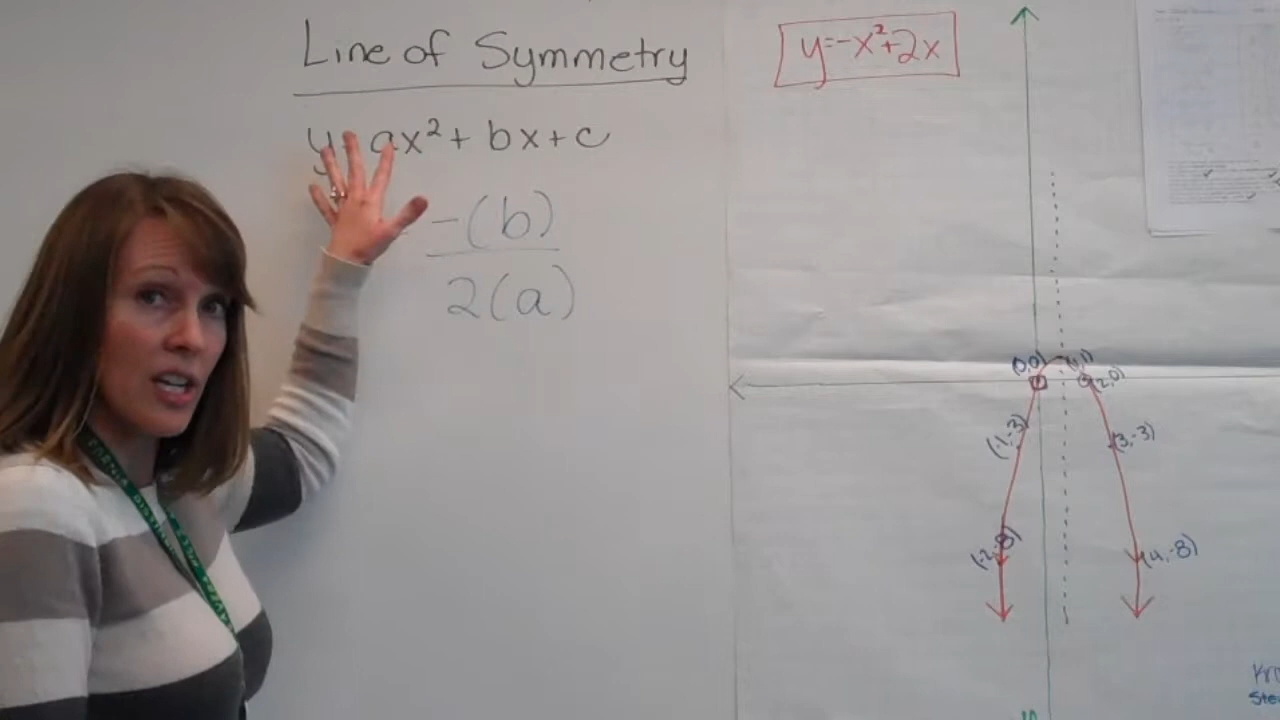 Line of Symmetry
y=ax²+bx+c
-(b)
2(a)
y=-x²+2x
(0,0)
(1,1)
(2,0)
(-1,-3)
(3,-3)
(-2,-8)
(4,-8)